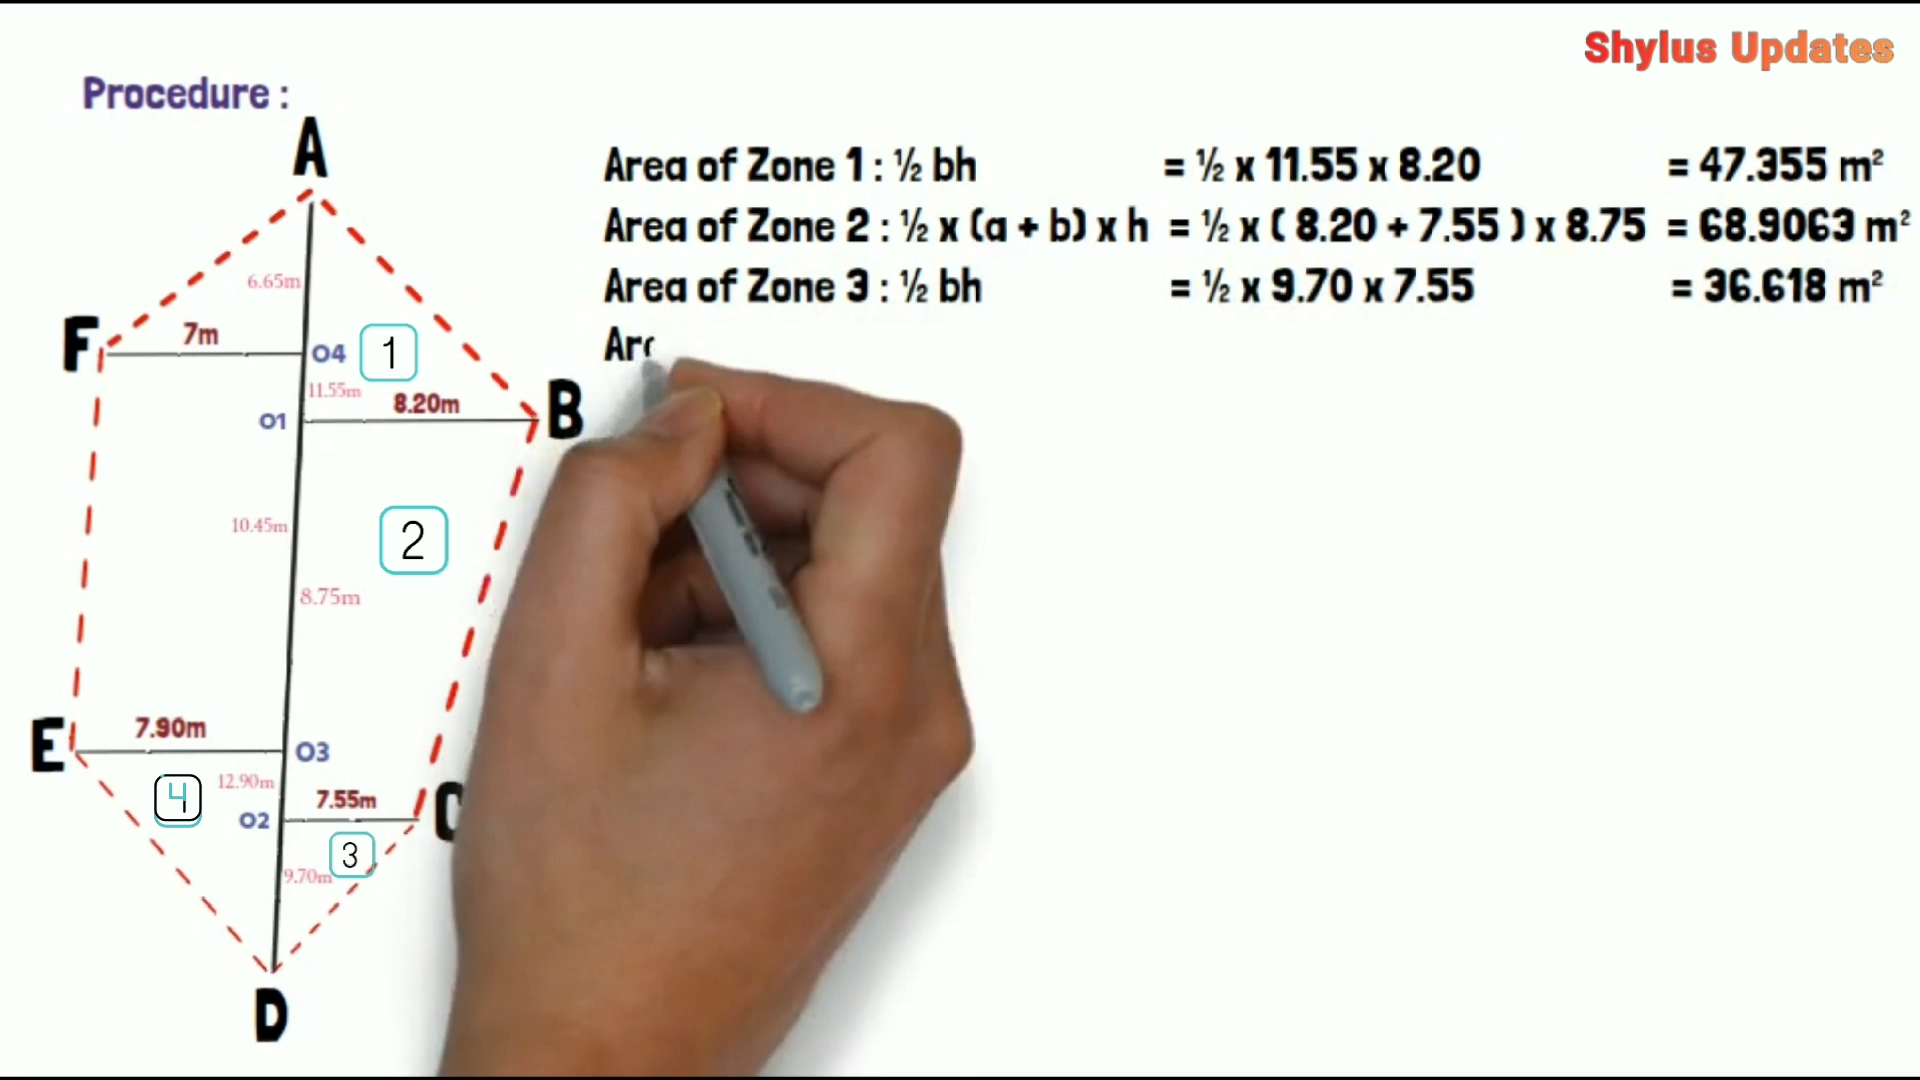 Shylus Updates
Procedure :
A
Area of Zone 1 : ½ bh = ½ x 11.55 x 8.20 = 47.355 m²
Area of Zone 2 : ½ x (a + b) x h = ½ x ( 8.20 + 7.55 ) x 8.75 = 68.9063 m²
Area of Zone 3 : ½ bh = ½ x 9.70 x 7.55 = 36.618 m²
Ar
6.65m
F
7m
O4
1
11.55m
8.20m
B
O1
10.45m
2
8.75m
E
7.90m
O3
12.90m
4
7.55m
C
O2
3
9.70m
D